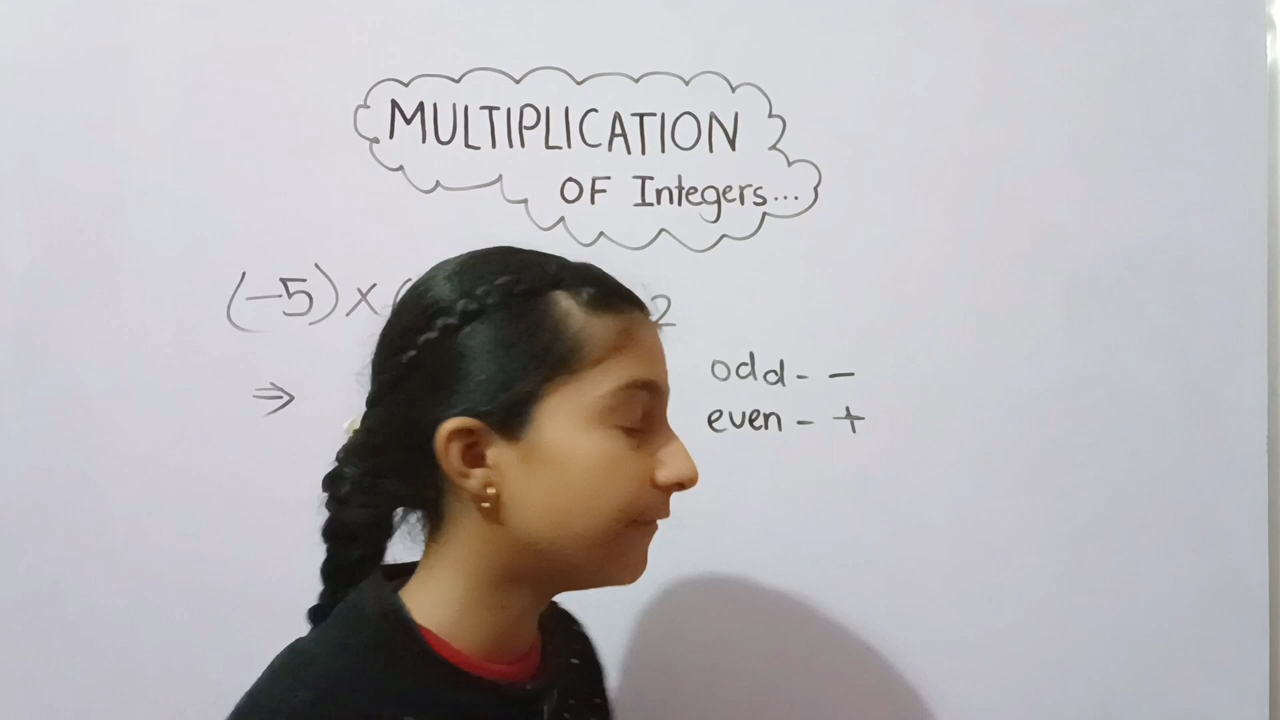 MULTIPLICATION
OF Integers...
(-5)×( 2
odd - -
⇒
even - +